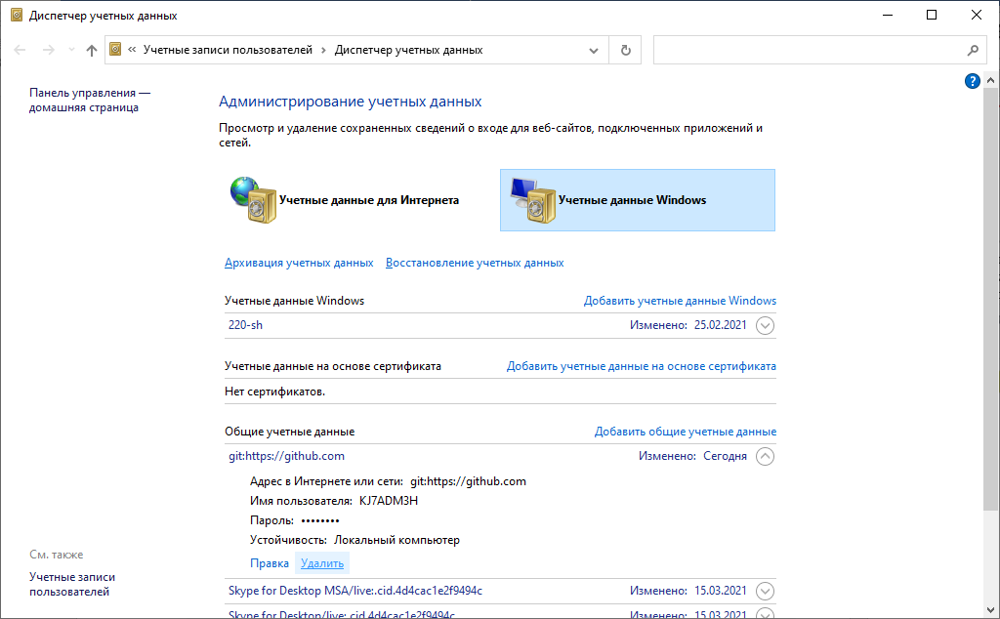 Диспетчер учетных данных
« Учетные записи пользователей › Диспетчер учетных данных
Панель управления —
домашняя страница
Администрирование учетных данных
Просмотр и удаление сохраненных сведений о входе для веб-сайтов, подключенных приложений и
сетей.
Учетные данные для Интернета
Учетные данные Windows
Архивация учетных данных Восстановление учетных данных
Учетные данные Windows Добавить учетные данные Windows
220-sh Изменено: 25.02.2021
Учетные данные на основе сертификата Добавить учетные данные на основе сертификата
Нет сертификатов.
Общие учетные данные Добавить общие учетные данные
git:https://github.com Изменено: Сегодня
Адрес в Интернете или сети: git:https://github.com
Имя пользователя: KJ7ADM3H
Пароль: ••••••••
Устойчивость: Локальный компьютер
Правка Удалить
Skype for Desktop MSA/live:.cid.4d4cac1e2f9494c Изменено: 15.03.2021
Skype for Desktop/live:.cid.4d4cac1e2f9494c Изменено: 15.03.2021
См. также
Учетные записи
пользователей
?